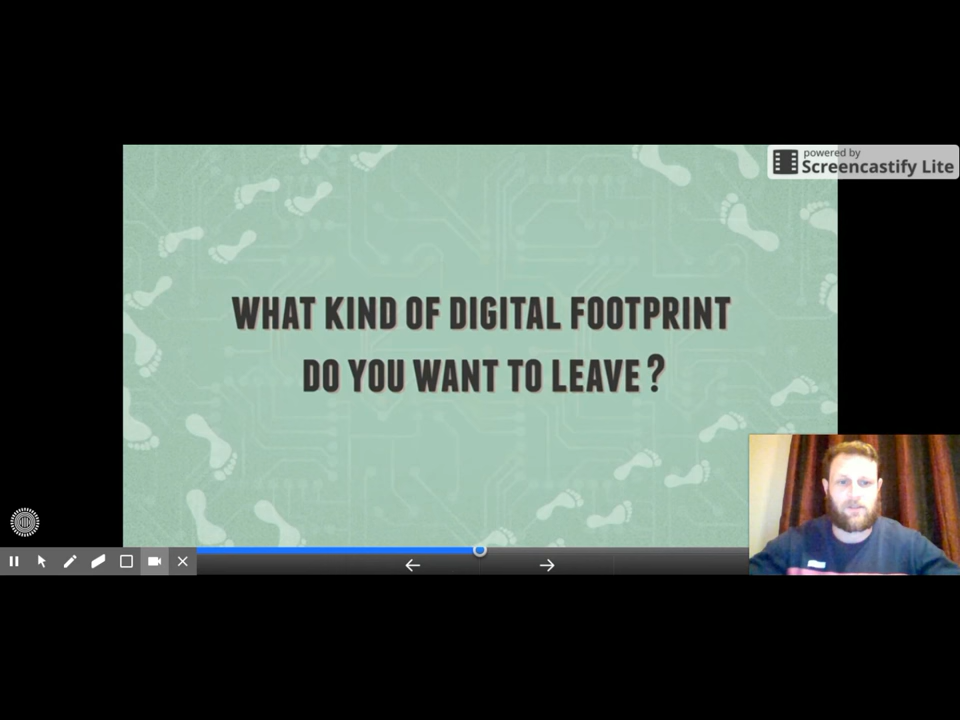 powered by
Screencastify Lite
WHAT KIND OF DIGITAL FOOTPRINT
DO YOU WANT TO LEAVE?